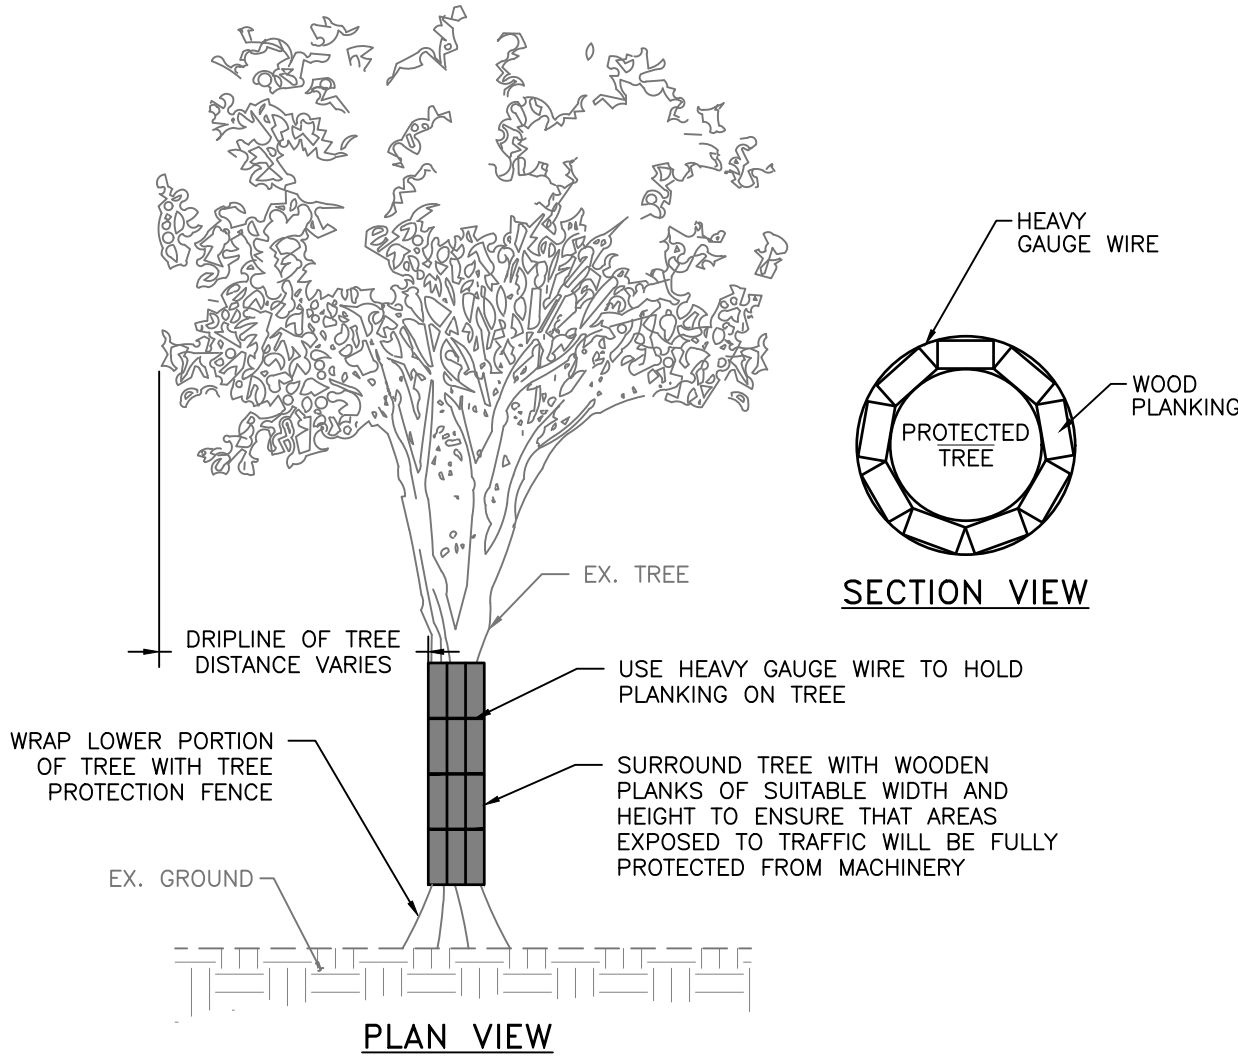 HEAVY
GAUGE WIRE
WOOD
PLANKING
PROTECTED
TREE
SECTION VIEW
EX. TREE
DRIPLINE OF TREE
DISTANCE VARIES
USE HEAVY GAUGE WIRE TO HOLD
PLANKING ON TREE
WRAP LOWER PORTION
OF TREE WITH TREE
PROTECTION FENCE
SURROUND TREE WITH WOODEN
PLANKS OF SUITABLE WIDTH AND
HEIGHT TO ENSURE THAT AREAS
EXPOSED TO TRAFFIC WILL BE FULLY
PROTECTED FROM MACHINERY
EX. GROUND
PLAN VIEW